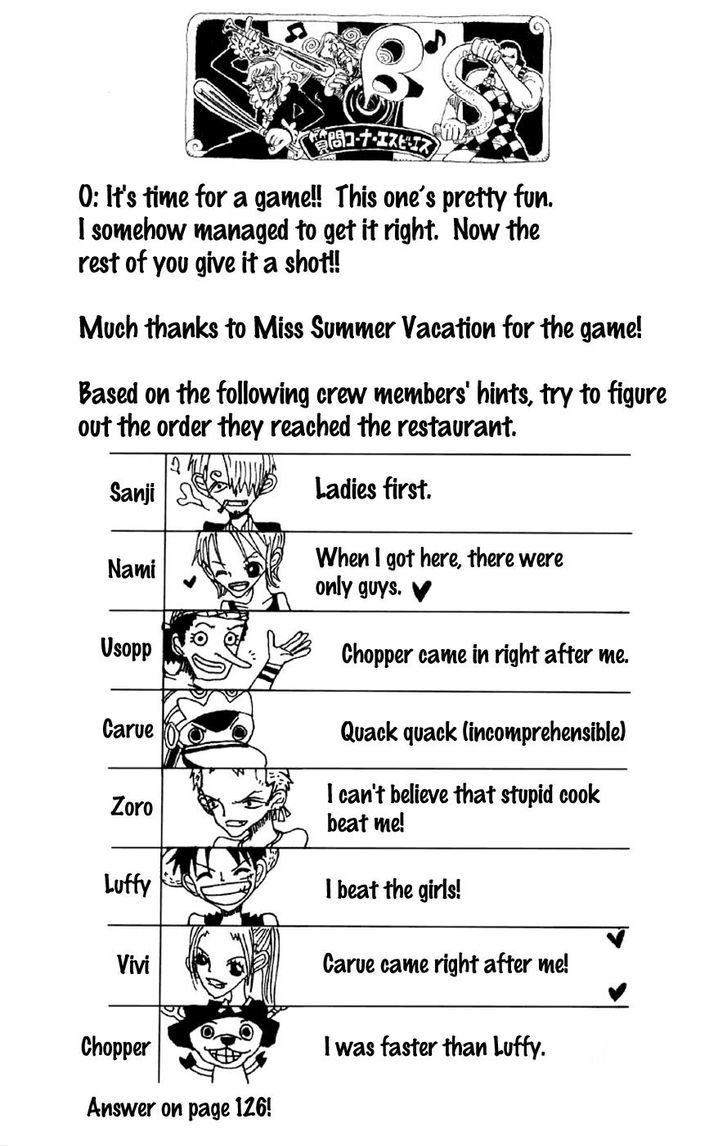 S
B
S
質問コーナー・エスビーエス
O: It's time for a game!! This one's pretty fun.
I somehow managed to get it right. Now the
rest of you give it a shot!!
Much thanks to Miss Summer Vacation for the game!
Based on the following crew members' hints, try to figure
out the order they reached the restaurant.
Sanji
Ladies first.
Nami
When I got here, there were
only guys. ♥
Usopp
Chopper came in right after me.
Carue
Quack quack (incomprehensible)
Zoro
I can't believe that stupid cook
beat me!
Luffy
I beat the girls!
Vivi
Carue came right after me!
Chopper
I was faster than Luffy.
Answer on page 126!